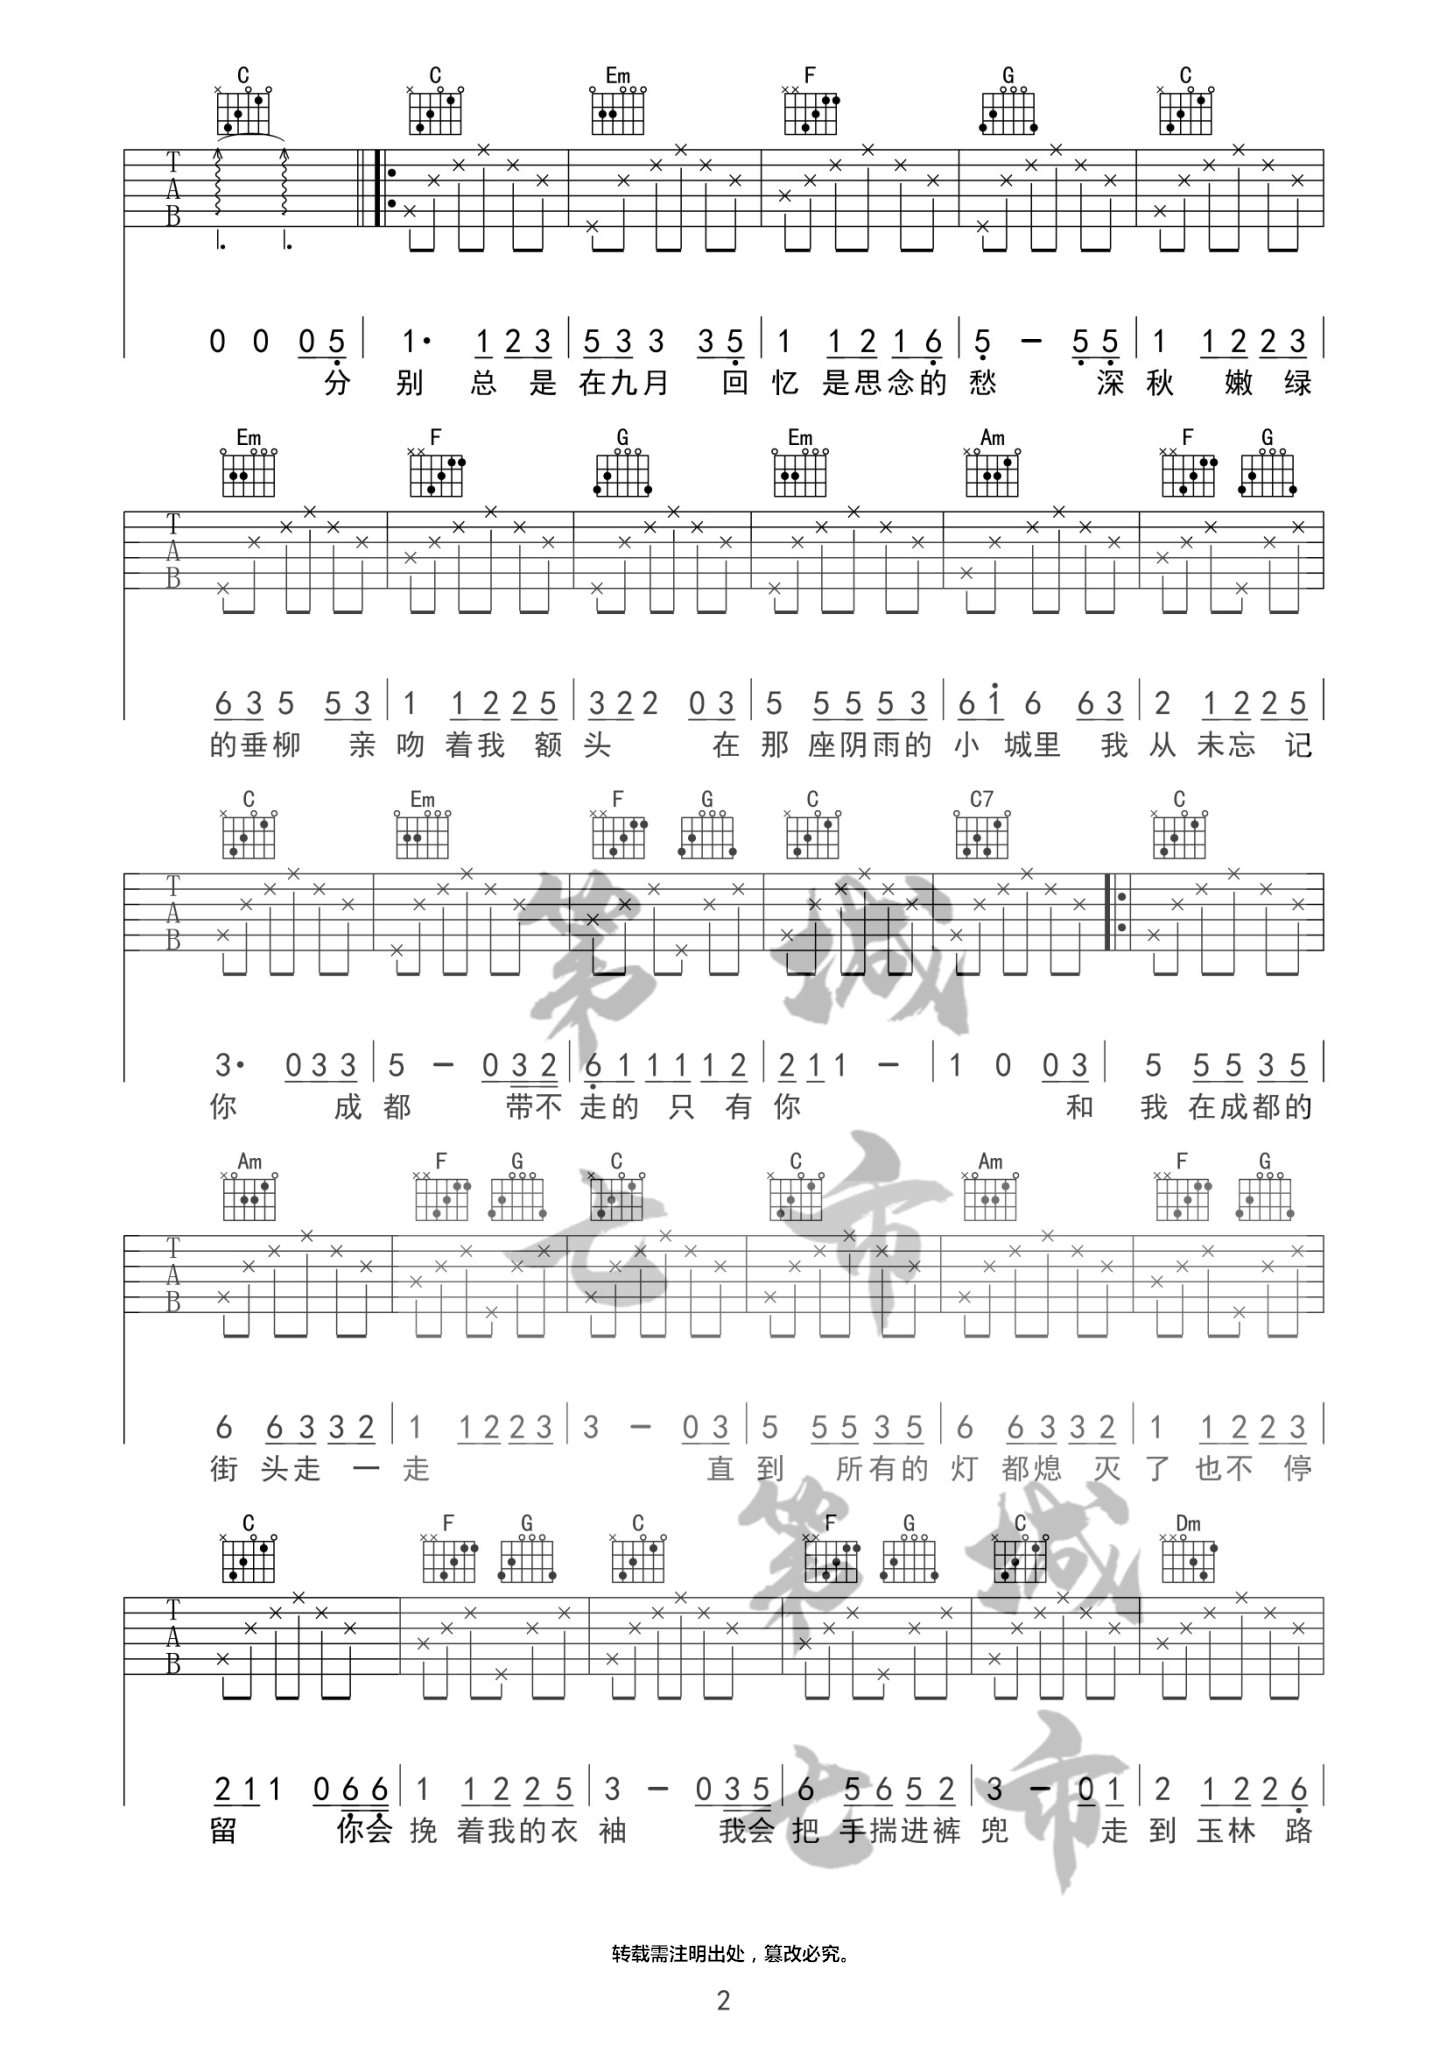 C C Em F G C
T A B
0 0 0 5 1· 1 2 3 5 3 3 3 5 1 1 2 1 6 5 – 5 5 1 1 2 2 3
分 别 总 是 在九月 回 忆 是思念的 愁 深 秋 嫩 绿
Em F G Em Am F G
T A B
6 3 5 5 3 1 1 2 2 5 3 2 2 0 3 5 5 5 5 3 6 1 6 6 3 2 1 2 2 5
的垂柳 亲 吻 着我 额 头 在 那 座阴雨的 小 城里 我 从 未忘 记
C Em F G C C7 C
T A B
3· 0 3 3 5 – 0 3 2 6 1 1 1 1 2 2 1 1 – 1 0 0 3 5 5 5 3 5
你 成 都 带不 走的 只 有 你 和 我 在成都的
Am F G C C Am F G
T A B
6 6 3 3 2 1 1 2 2 3 3 – 0 3 5 5 5 3 5 6 6 3 3 2 1 1 2 2 3
街 头走 一 走 直 到 所有的 灯 都熄 灭 了 也不 停
C F G C F G C Dm
T A B
2 1 1 0 6 6 1 1 2 2 5 3 – 0 3 5 6 5 6 5 2 3 – 0 1 2 1 2 2 6
留 你会 挽 着我的衣 袖 我会 把 手揣进裤 兜 走 到 玉林 路
第 城
七 市
第 城
七 市
转载需注明出处，篡改必究。
2